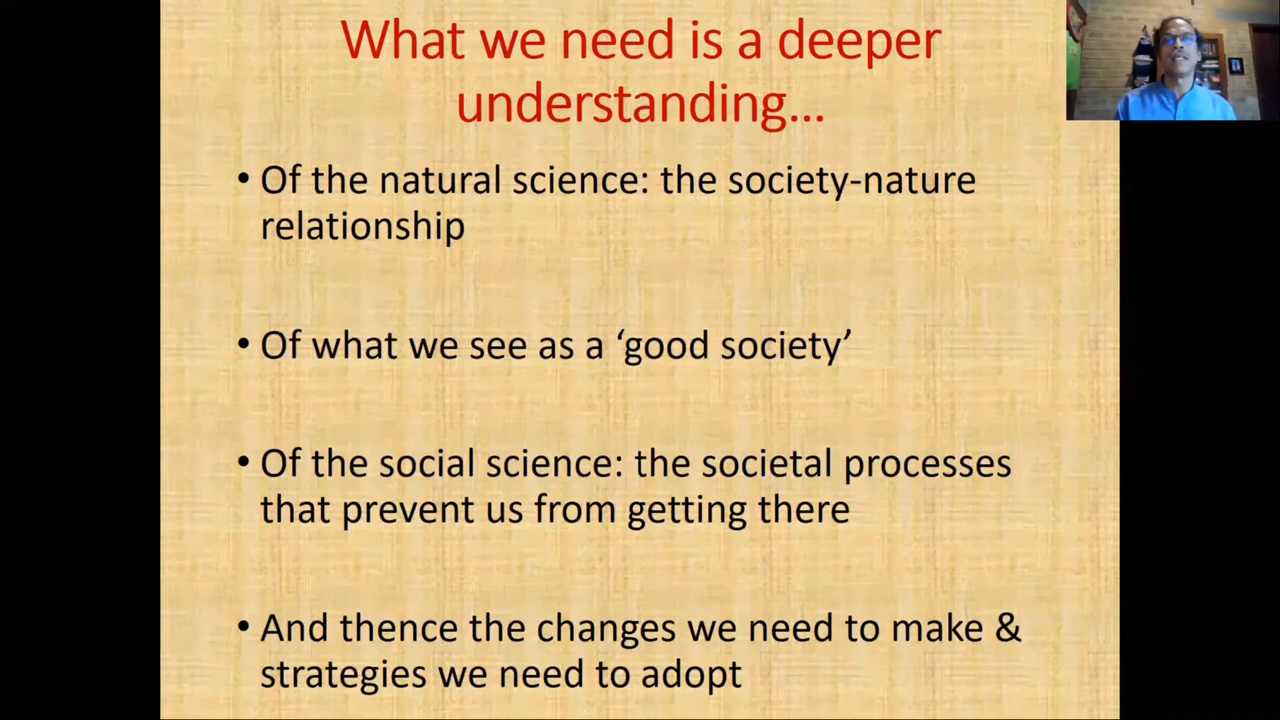 What we need is a deeper
understanding...
• Of the natural science: the society-nature
relationship
• Of what we see as a ‘good society’
• Of the social science: the societal processes
that prevent us from getting there
• And thence the changes we need to make &
strategies we need to adopt